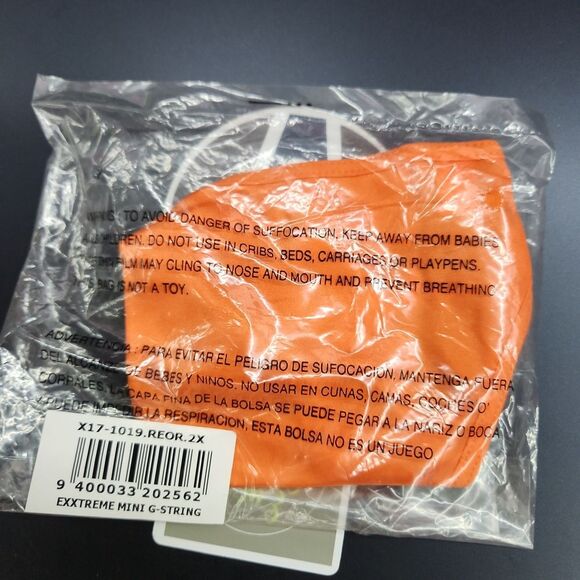 TO AVOID DANGER OF SUFFOCATION, KEEP AWAY FROM BABIES
CHILDREN. DO NOT USE IN CRIBS, BEDS, CARRIAGES OR PLAYPENS.
FILM MAY CLING TO NOSE AND MOUTH AND PREVENT BREATHING
BAG IS NOT A TOY.
ADVERTENCIA : PARA EVITAR EL PELIGRO DE SUFOCACION, MANTENGA FUERA
DEL ALCANCE DE BEBES Y NINOS. NO USAR EN CUNAS, CAMAS, COCHES O'
LA CAPA FINA DE LA BOLSA SE PUEDE PEGAR A LA NARIZ O BOCA
Y PUEDE IMPEDIR LA RESPIRACION, ESTA BOLSA NO ES UN JUEGO
X17-1019.REOR.2X
9 400033 202562
EXXTREME MINI G-STRING